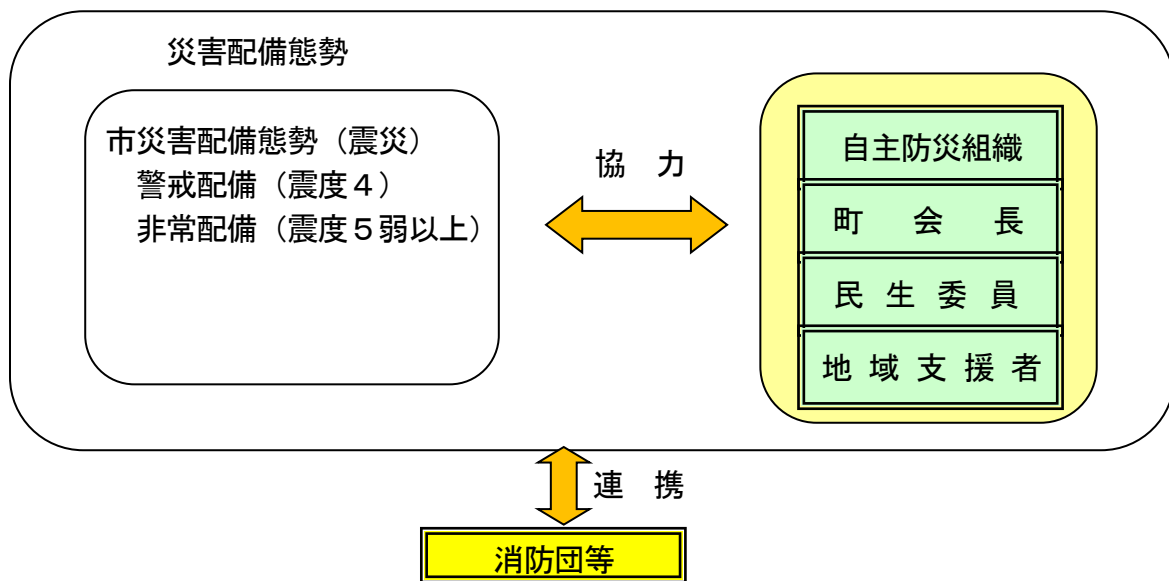 災害配備態勢
市災害配備態勢（震災）
警戒配備（震度４）
非常配備（震度５弱以上）
協　力
自主防災組織
町　会　長
民 生 委 員
地 域 支 援 者
連　携
消防団等